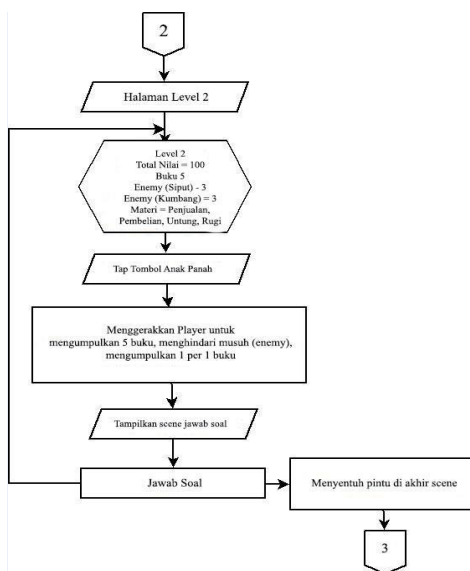 2
Halaman Level 2
Level 2
Total Nilai = 100
Buku 5
Enemy (Siput) - 3
Enemy (Kumbang) = 3
Materi = Penjualan,
Pembelian, Untung, Rugi
Tap Tombol Anak Panah
Menggerakkan Player untuk
mengumpulkan 5 buku, menghindari musuh (enemy),
mengumpulkan 1 per 1 buku
Tampilkan scene jawab soal
Jawab Soal
Menyentuh pintu di akhir scene
3